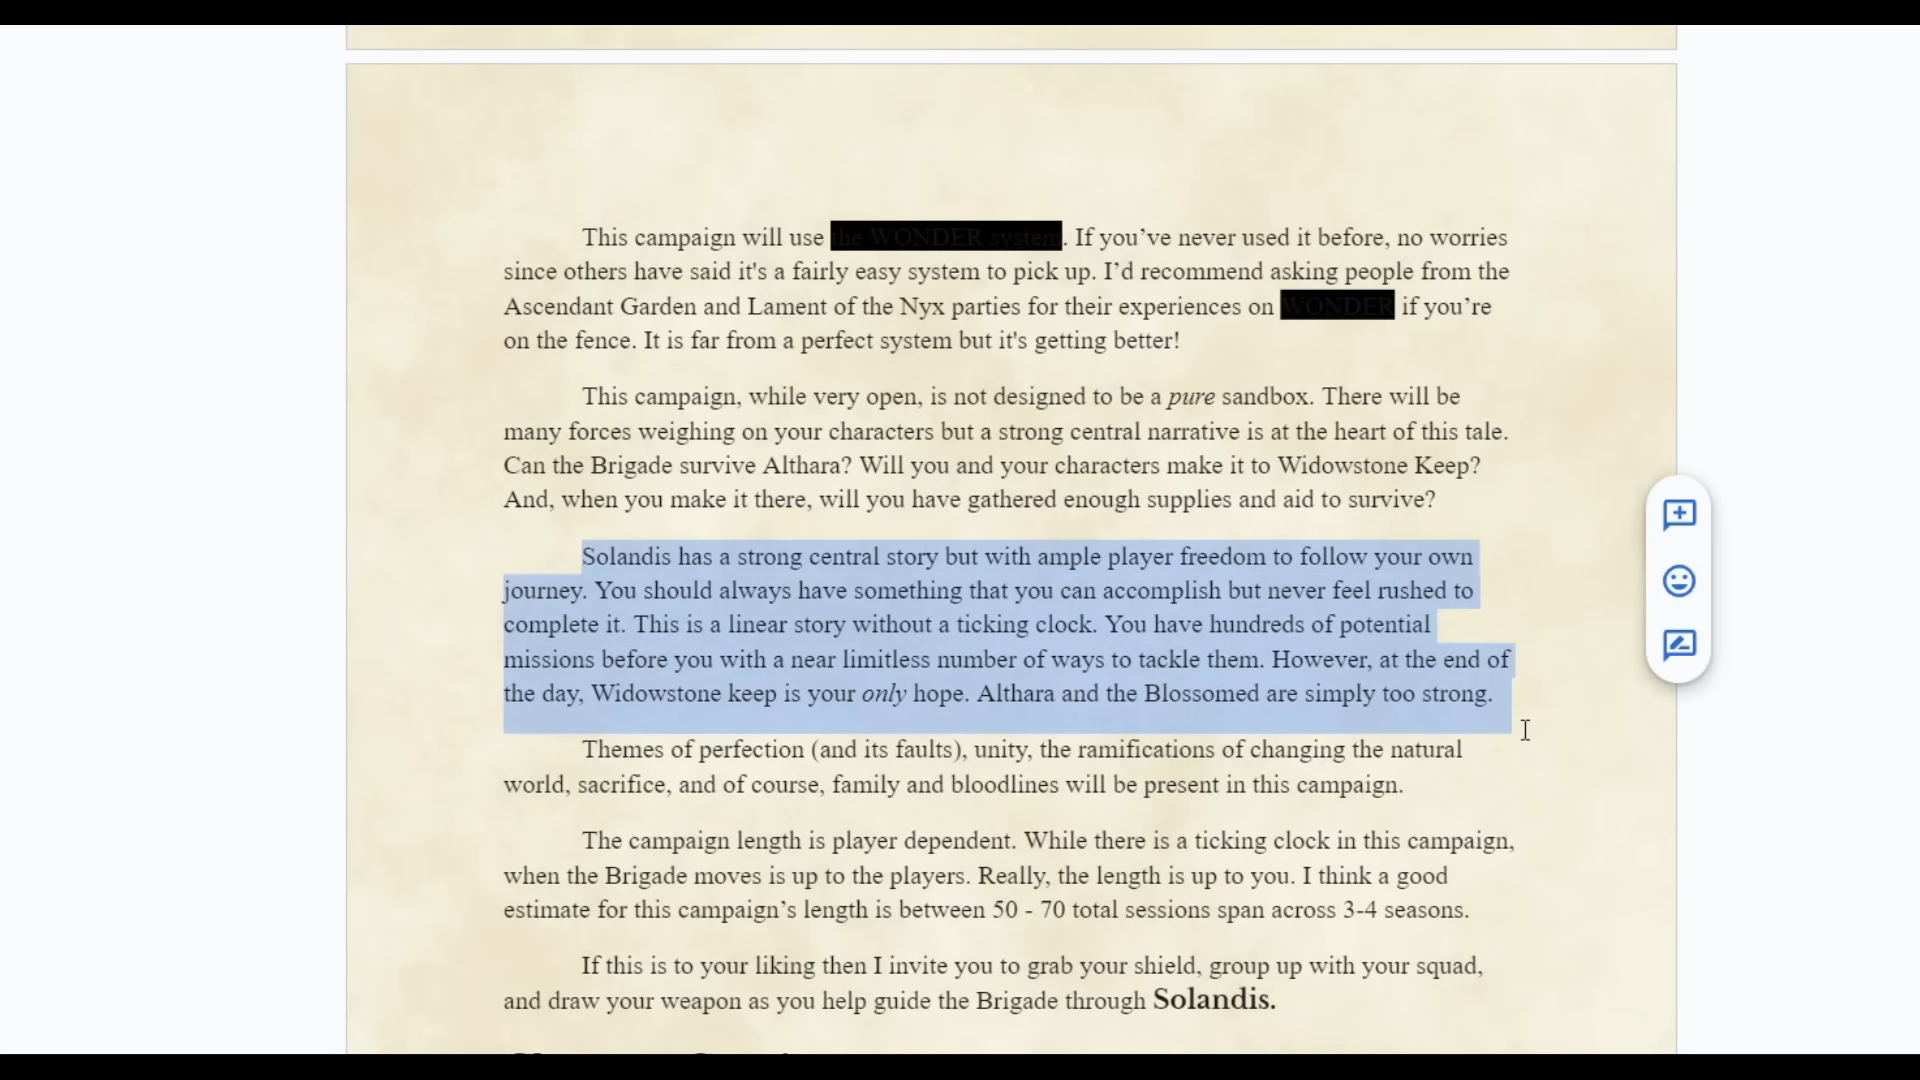 This campaign will use the WONDER system. If you’ve never used it before, no worries
since others have said it's a fairly easy system to pick up. I’d recommend asking people from the
Ascendant Garden and Lament of the Nyx parties for their experiences on WONDER if you’re
on the fence. It is far from a perfect system but it's getting better!
This campaign, while very open, is not designed to be a pure sandbox. There will be
many forces weighing on your characters but a strong central narrative is at the heart of this tale.
Can the Brigade survive Althara? Will you and your characters make it to Widowstone Keep?
And, when you make it there, will you have gathered enough supplies and aid to survive?
Solandis has a strong central story but with ample player freedom to follow your own
journey. You should always have something that you can accomplish but never feel rushed to
complete it. This is a linear story without a ticking clock. You have hundreds of potential
missions before you with a near limitless number of ways to tackle them. However, at the end of
the day, Widowstone keep is your only hope. Althara and the Blossomed are simply too strong.
Themes of perfection (and its faults), unity, the ramifications of changing the natural
world, sacrifice, and of course, family and bloodlines will be present in this campaign.
The campaign length is player dependent. While there is a ticking clock in this campaign,
when the Brigade moves is up to the players. Really, the length is up to you. I think a good
estimate for this campaign’s length is between 50 - 70 total sessions span across 3-4 seasons.
If this is to your liking then I invite you to grab your shield, group up with your squad,
and draw your weapon as you help guide the Brigade through Solandis.